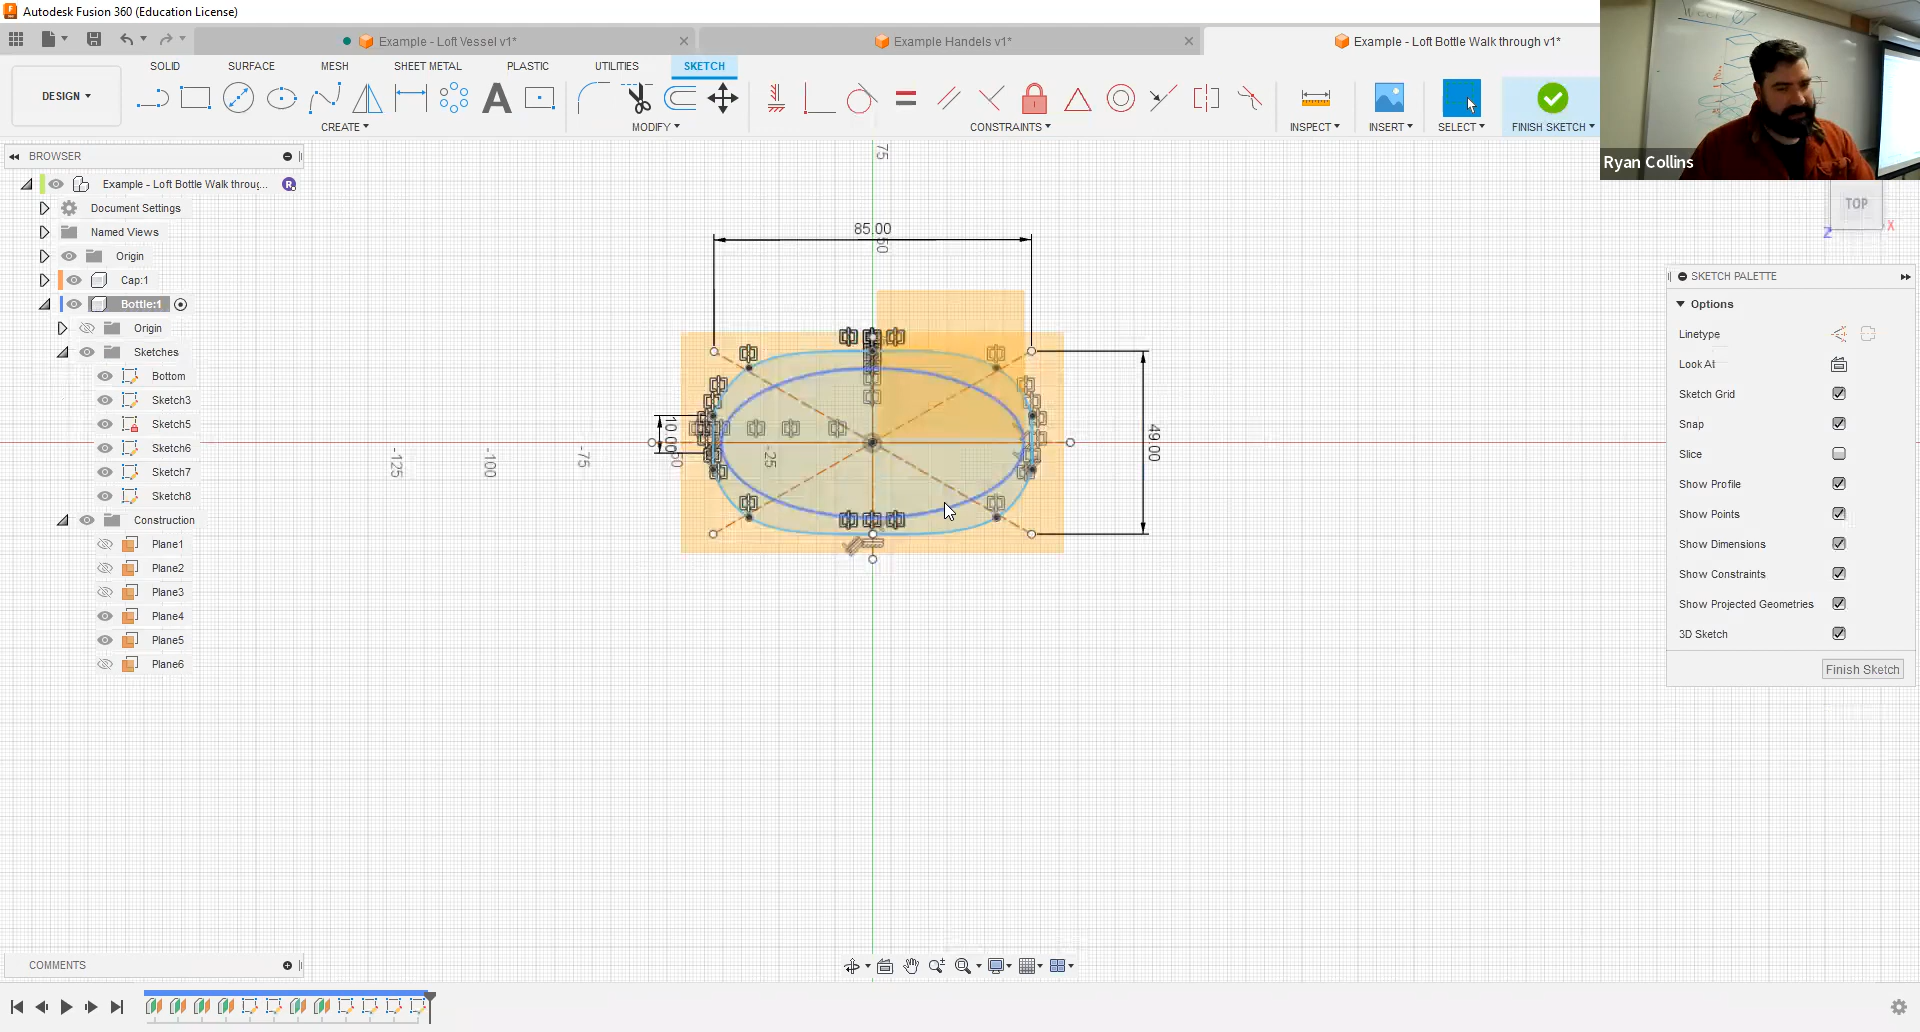 Autodesk Fusion 360 (Education License)
Example - Loft Vessel v1*
Example Handels v1*
Example - Loft Bottle Walk through v1*
DESIGN
SOLID
SURFACE
MESH
SHEET METAL
PLASTIC
UTILITIES
SKETCH
CREATE
MODIFY
CONSTRAINTS
INSPECT
INSERT
SELECT
FINISH SKETCH
Ryan Collins
BROWSER
Example - Loft Bottle Walk throug...
R
Document Settings
Named Views
Origin
Cap:1
Bottle:1
Origin
Sketches
Bottom
Sketch3
Sketch5
Sketch6
Sketch7
Sketch8
Construction
Plane1
Plane2
Plane3
Plane4
Plane5
Plane6
75
85.00
50
10.00
50
49.00
-125
-100
-75
-25
TOP
X
Z
SKETCH PALETTE
Options
Linetype
Look At
Sketch Grid
Snap
Slice
Show Profile
Show Points
Show Dimensions
Show Constraints
Show Projected Geometries
3D Sketch
Finish Sketch
COMMENTS